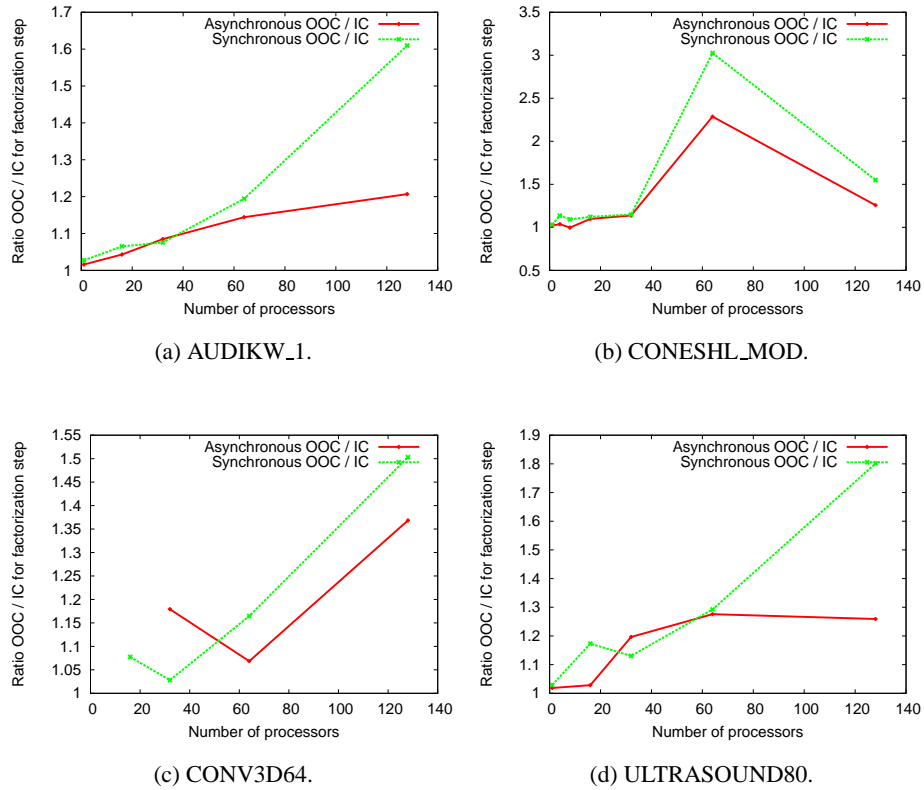 Ratio OOC / IC for factorization step
1.7
1.6
1.5
1.4
1.3
1.2
1.1
1
Asynchronous OOC / IC
Synchronous OOC / IC
0 20 40 60 80 100 120 140
Number of processors
(a) AUDIKW_1.
Ratio OOC / IC for factorization step
3.5
3
2.5
2
1.5
1
0.5
Asynchronous OOC / IC
Synchronous OOC / IC
0 20 40 60 80 100 120 140
Number of processors
(b) CONESHL_MOD.
Ratio OOC / IC for factorization step
1.55
1.5
1.45
1.4
1.35
1.3
1.25
1.2
1.15
1.1
1.05
1
Asynchronous OOC / IC
Synchronous OOC / IC
0 20 40 60 80 100 120 140
Number of processors
(c) CONV3D64.
Ratio OOC / IC for factorization step
1.9
1.8
1.7
1.6
1.5
1.4
1.3
1.2
1.1
1
Asynchronous OOC / IC
Synchronous OOC / IC
0 20 40 60 80 100 120 140
Number of processors
(d) ULTRASOUND80.